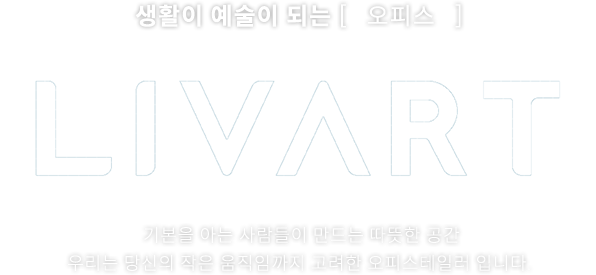 생활이 예술이 되는 [ 오피스 ]
LIVART
기본을 아는 사람들이 만드는 따뜻한 공간
우리는 당신의 작은 움직임까지 고려한 오피스테일러 입니다.